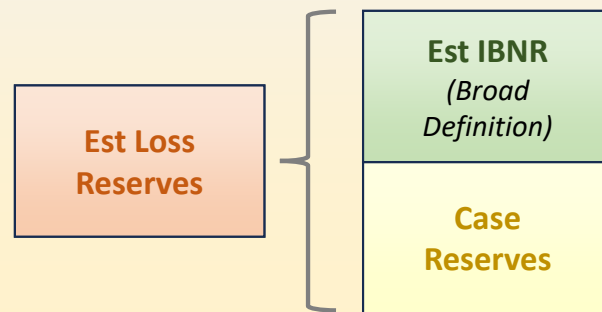 Est Loss
Reserves
Est IBNR
(Broad
Definition)
Case
Reserves